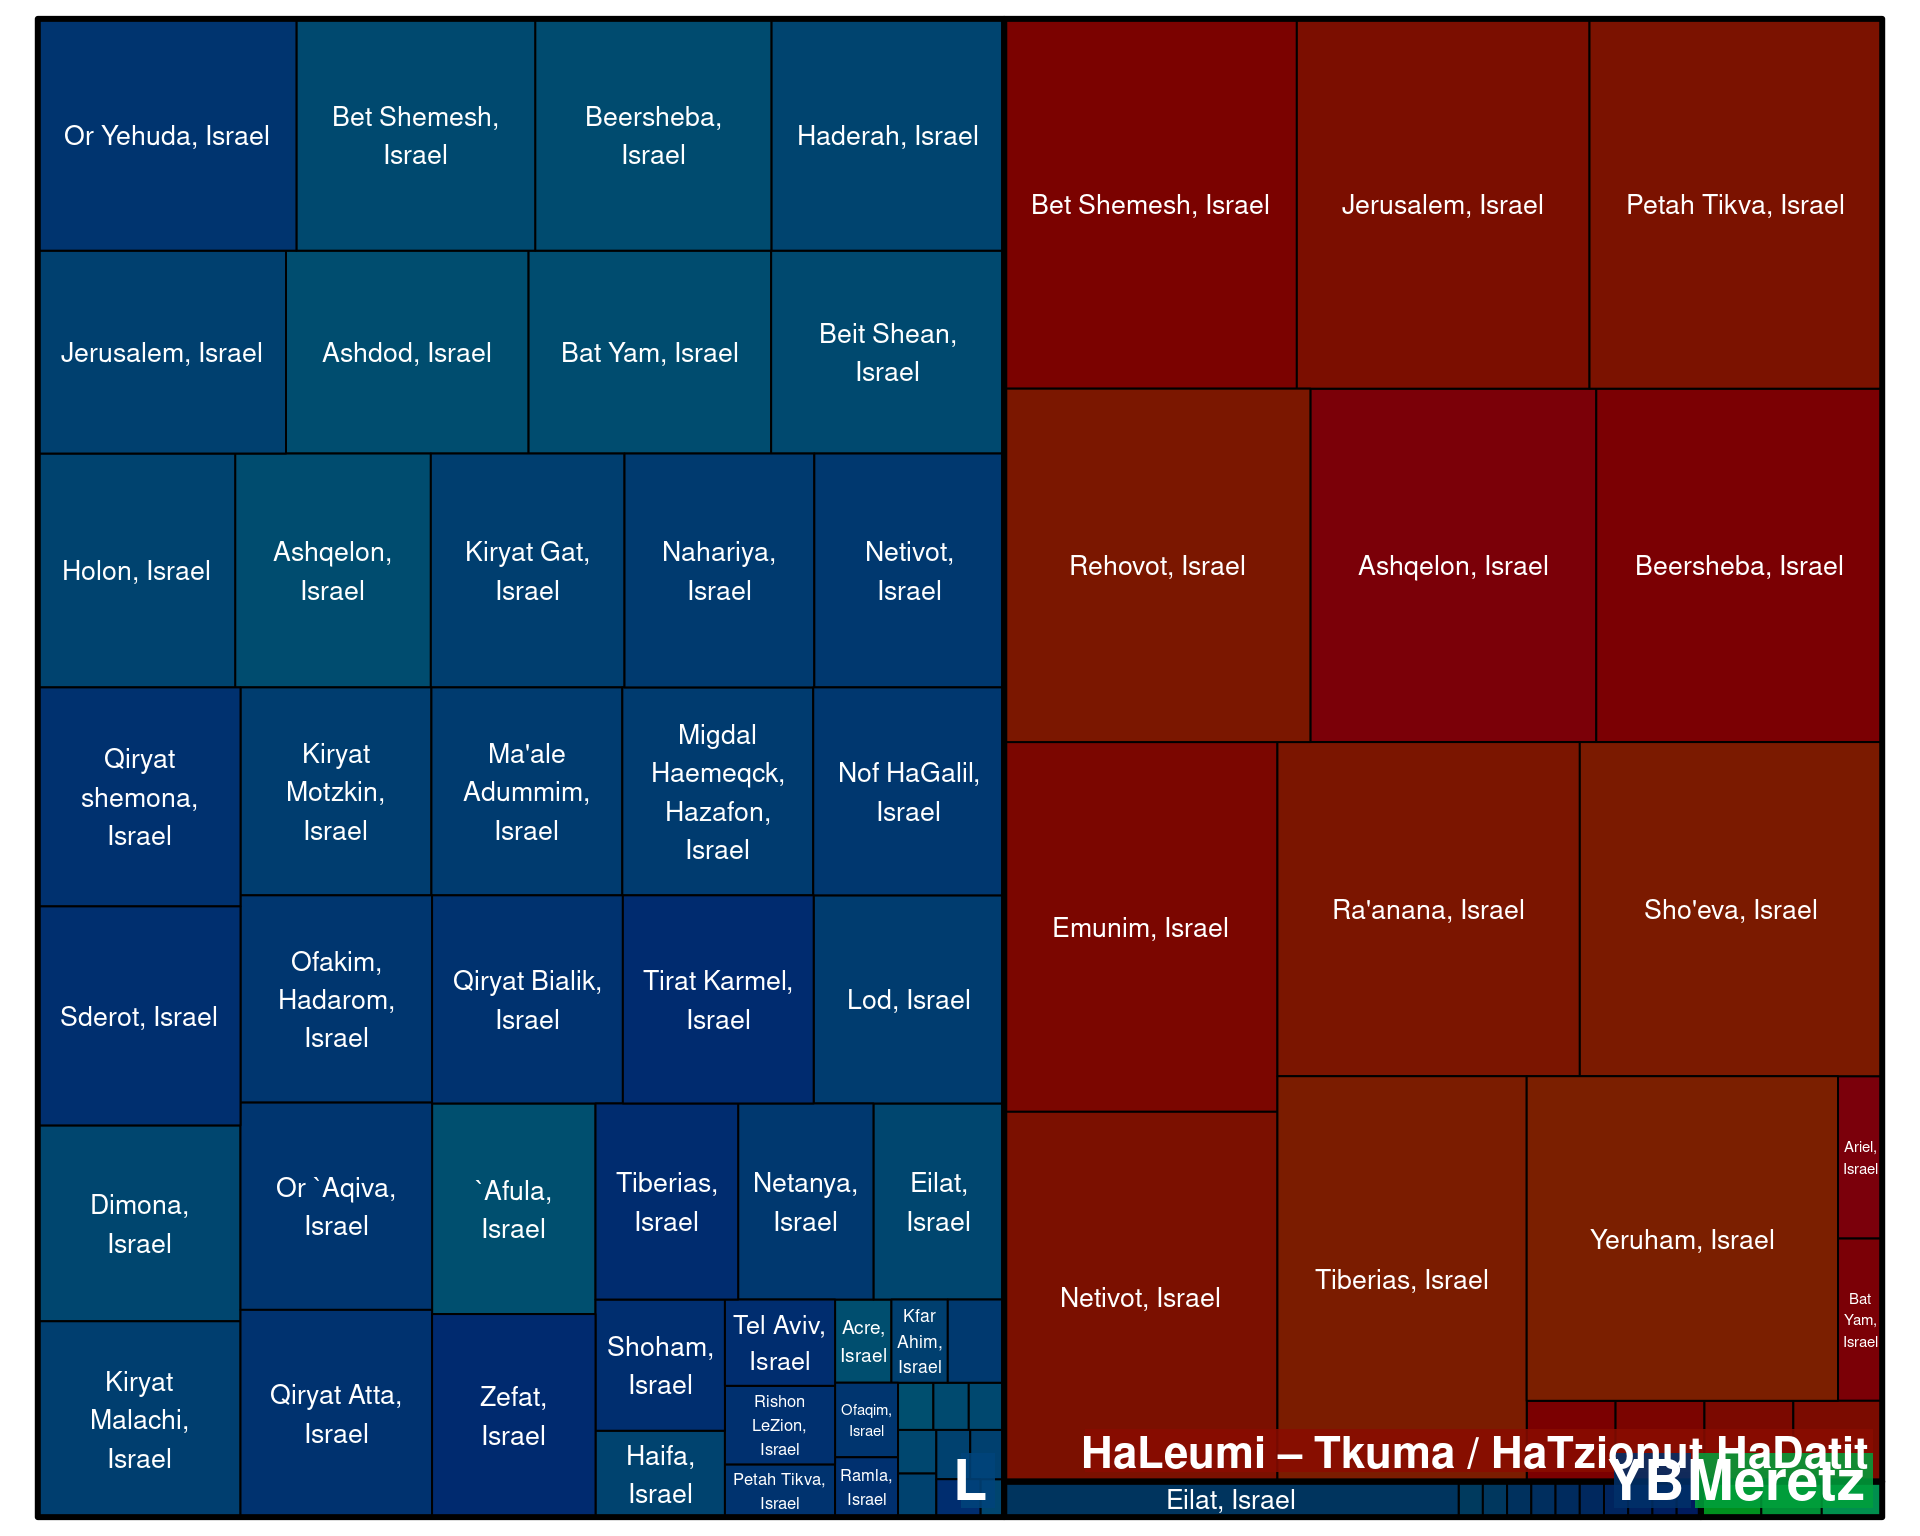 Or Yehuda, Israel
Bet Shemesh,
Israel
Beersheba,
Israel
Haderah, Israel
Jerusalem, Israel
Ashdod, Israel
Bat Yam, Israel
Beit Shean,
Israel
Holon, Israel
Ashqelon,
Israel
Kiryat Gat,
Israel
Nahariya,
Israel
Netivot,
Israel
Qiryat
shemona,
Israel
Kiryat
Motzkin,
Israel
Ma'ale
Adummim,
Israel
Migdal
Haemeqck,
Hazafon,
Israel
Nof HaGalil,
Israel
Sderot, Israel
Ofakim,
Hadarom,
Israel
Qiryat Bialik,
Israel
Tirat Karmel,
Israel
Lod, Israel
Dimona,
Israel
Or `Aqiva,
Israel
`Afula,
Israel
Tiberias,
Israel
Netanya,
Israel
Eilat,
Israel
Kiryat
Malachi,
Israel
Qiryat Atta,
Israel
Zefat,
Israel
Shoham,
Israel
Haifa,
Israel
Tel Aviv,
Israel
Rishon
LeZion,
Israel
Petah Tikva,
Israel
Acre,
Israel
Kfar
Ahim,
Israel
Ofaqim,
Israel
Ramla,
Israel
L
Bet Shemesh, Israel
Jerusalem, Israel
Petah Tikva, Israel
Rehovot, Israel
Ashqelon, Israel
Beersheba, Israel
Emunim, Israel
Ra'anana, Israel
Sho'eva, Israel
Netivot, Israel
Tiberias, Israel
Yeruham, Israel
Ariel,
Israel
Bat
Yam,
Israel
HaLeumi – Tkuma / HaTzionut HaDatit
Eilat, Israel
YB
Meretz